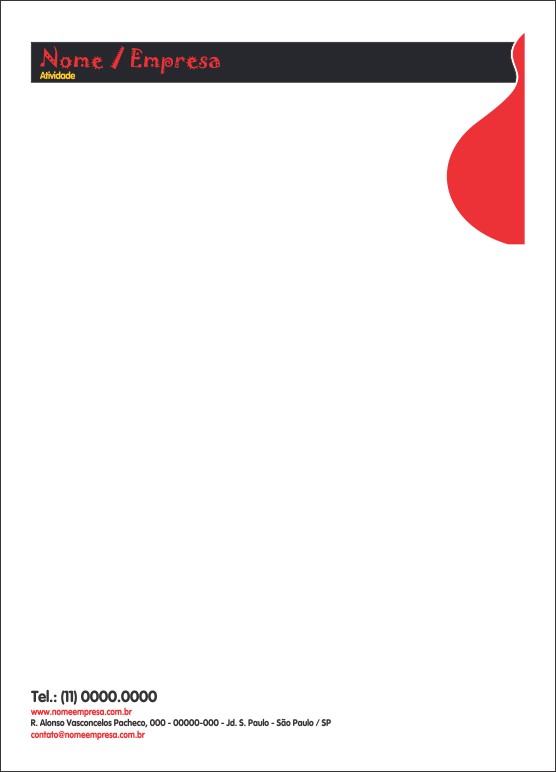 Nome / Empresa
Atividade
Tel.: (11) 0000.0000
www.nomeempresa.com.br
R. Alonso Vasconcelos Pacheco, 000 - 00000-000 - Jd. S. Paulo - São Paulo / SP
contato@nomeempresa.com.br